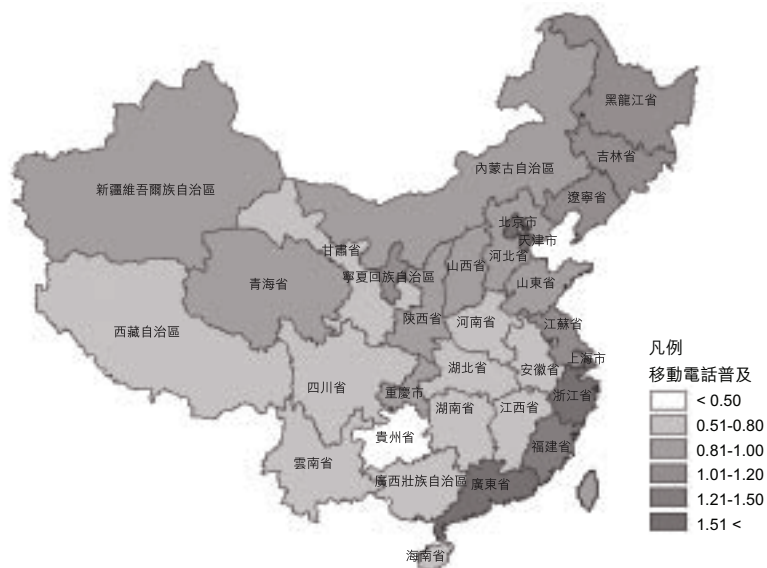 黑龍江省
吉林省
內蒙古自治區
遼寧省
新疆維吾爾族自治區
北京市
天津市
甘肅省
河北省
山西省
寧夏回族自治區
青海省
山東省
陝西省
河南省
江蘇省
西藏自治區
上海市
湖北省
安徽省
四川省
重慶市
浙江省
湖南省
江西省
貴州省
福建省
雲南省
廣西壯族自治區
廣東省
海南省
凡例
移動電話普及
< 0.50
0.51-0.80
0.81-1.00
1.01-1.20
1.21-1.50
1.51 <